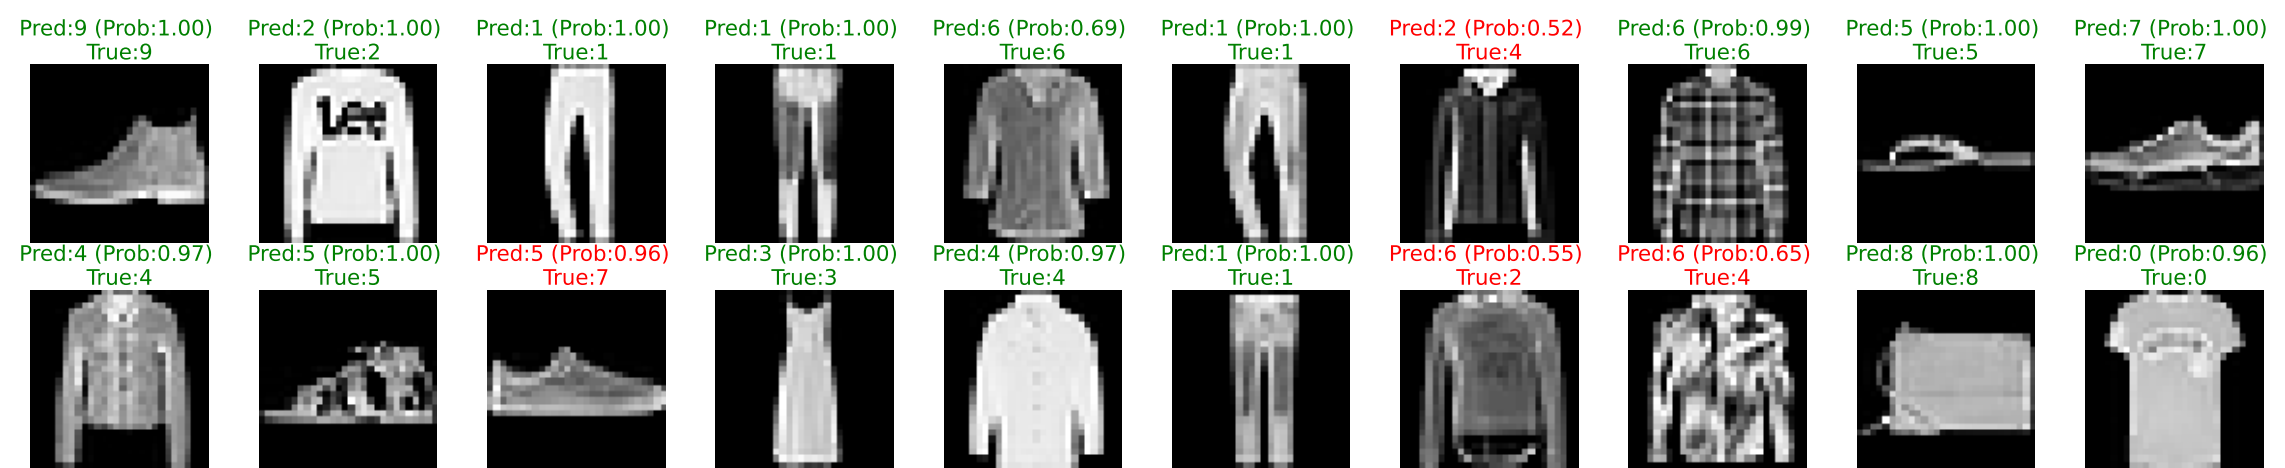 Pred:9 (Prob:1.00) Pred:2 (Prob:1.00) Pred:1 (Prob:1.00) Pred:1 (Prob:1.00) Pred:6 (Prob:0.69) Pred:1 (Prob:1.00) Pred:2 (Prob:0.52) Pred:6 (Prob:0.99) Pred:5 (Prob:1.00) Pred:7 (Prob:1.00)
True:9 True:2 True:1 True:1 True:6 True:1 True:4 True:6 True:5 True:7
Lee
Pred:4 (Prob:0.97) Pred:5 (Prob:1.00) Pred:5 (Prob:0.96) Pred:3 (Prob:1.00) Pred:4 (Prob:0.97) Pred:1 (Prob:1.00) Pred:6 (Prob:0.55) Pred:6 (Prob:0.65) Pred:8 (Prob:1.00) Pred:0 (Prob:0.96)
True:4 True:5 True:7 True:3 True:4 True:1 True:2 True:4 True:8 True:0